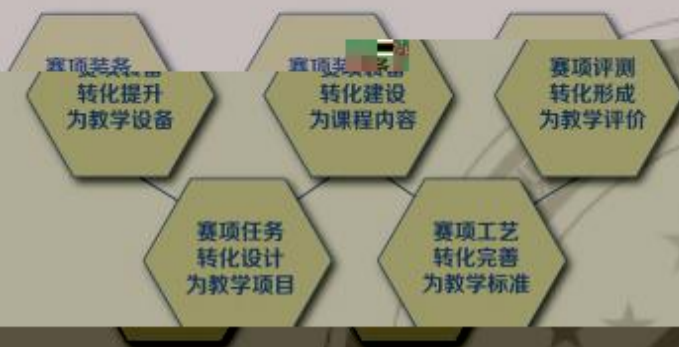 赛项装备
转化提升
为教学设备
赛项装备
转化建设
为课程内容
赛项评测
转化形成
为教学评价
赛项任务
转化设计
为教学项目
赛项工艺
转化完善
为教学标准